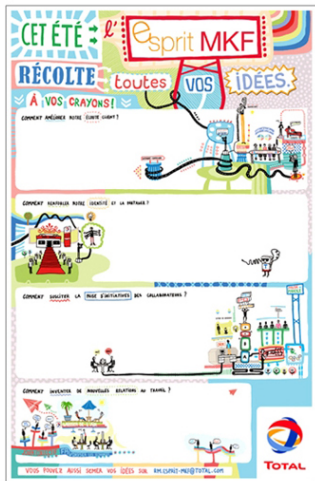 CET ÉTÉ l'
esprit MKF
RÉCOLTE toutes VOS IDÉES.
À VOS CRAYONS!
COMMENT AMÉLIORER NOTRE ÉCOUTE CLIENT ?
COMMENT RENFORCER NOTRE IDENTITÉ ET LA PARTAGER ?
COMMENT SUSCITER LA PRISE D'INITIATIVES DES COLLABORATEURS ?
COMMENT INVENTER DE NOUVELLES RELATIONS AU TRAVAIL ?
VOUS POUVEZ AUSSI SEMER VOS IDÉES SUR
TOTAL